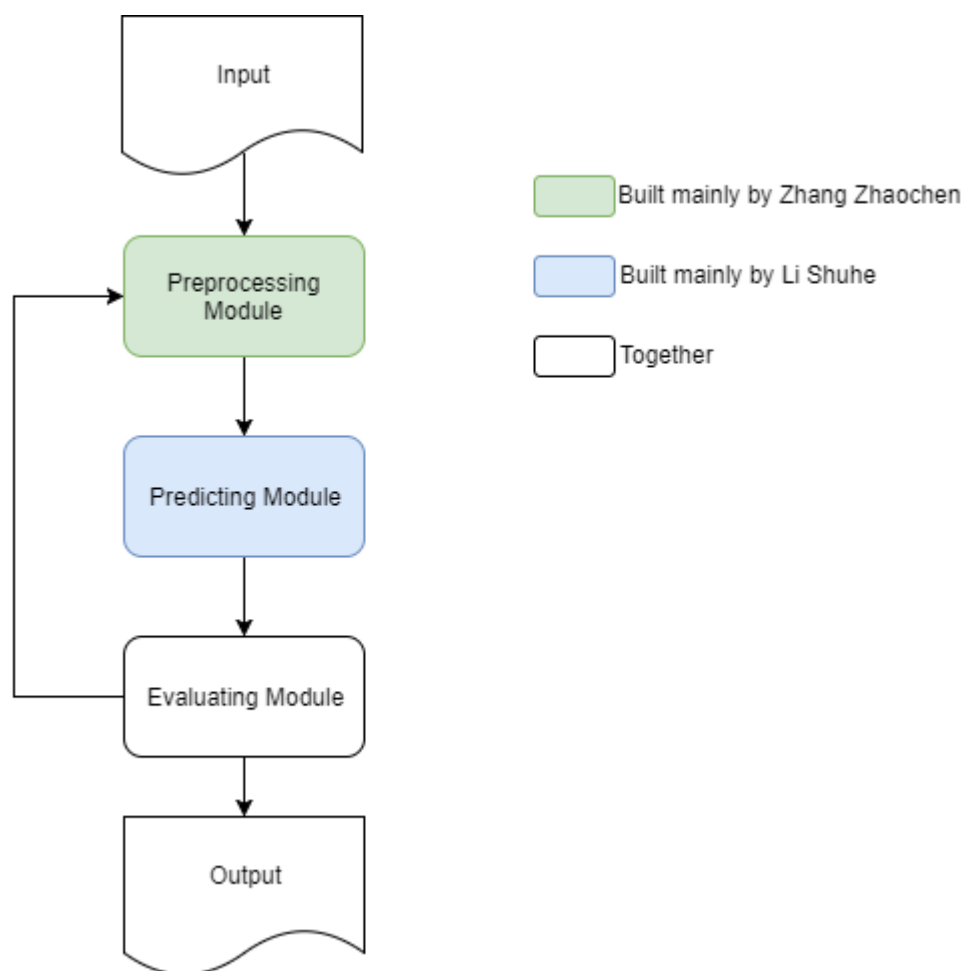 Input
Built mainly by Zhang Zhaochen
Preprocessing
Module
Built mainly by Li Shuhe
Together
Predicting Module
Evaluating Module
Output